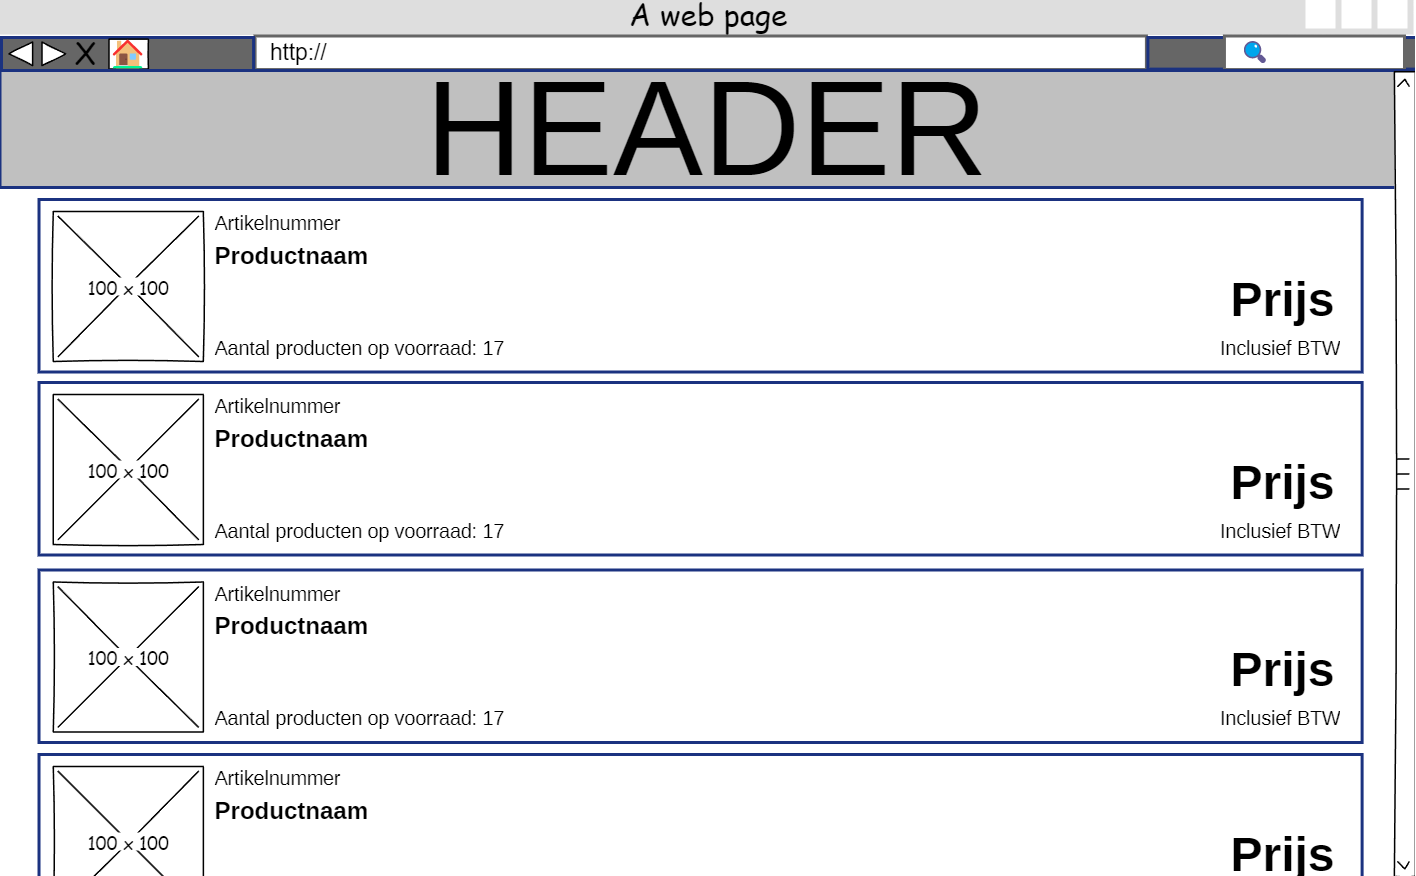 A web page
http://
HEADER
Artikelnummer
Productnaam
100 x 100
Prijs
Aantal producten op voorraad: 17
Inclusief BTW
Artikelnummer
Productnaam
100 x 100
Prijs
Aantal producten op voorraad: 17
Inclusief BTW
Artikelnummer
Productnaam
100 x 100
Prijs
Aantal producten op voorraad: 17
Inclusief BTW
Artikelnummer
Productnaam
100 x 100
Prijs